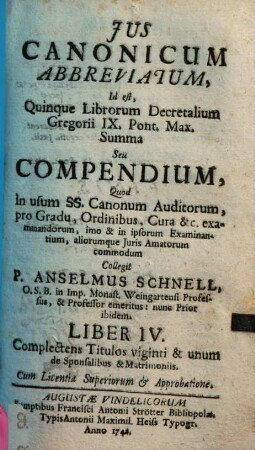 JUS
CANONICUM
ABBREVIATUM,
Id est,
Quinque Librorum Decretalium
Gregorii IX. Pont. Max.
Summa
Seu
COMPENDIUM,
Quod
In usum SS. Canonum Auditorum,
pro Gradu, Ordinibus, Cura &c. exa-
minandorum, imo & in ipsorum Examinan-
tium, aliorumque Juris Amatorum
commodum
Collegit
P. ANSELMUS SCHNELL,
O. S. B. in Imp. Monast. Weingartensi Profes-
sus, & Professor emeritus: nunc Prior
ibidem.
LIBER IV.
Complectens Titulos viginti & unum
de Sponsalibus & Matrimoniis.
Cum Licentia Superiorum & Approbatione.
AUGUSTÆ VINDELICORUM
Sumptibus Francisci Antonii Strötter Bibliopolæ,
Typis Antonii Maximil. Heiss Typogr.
Anno